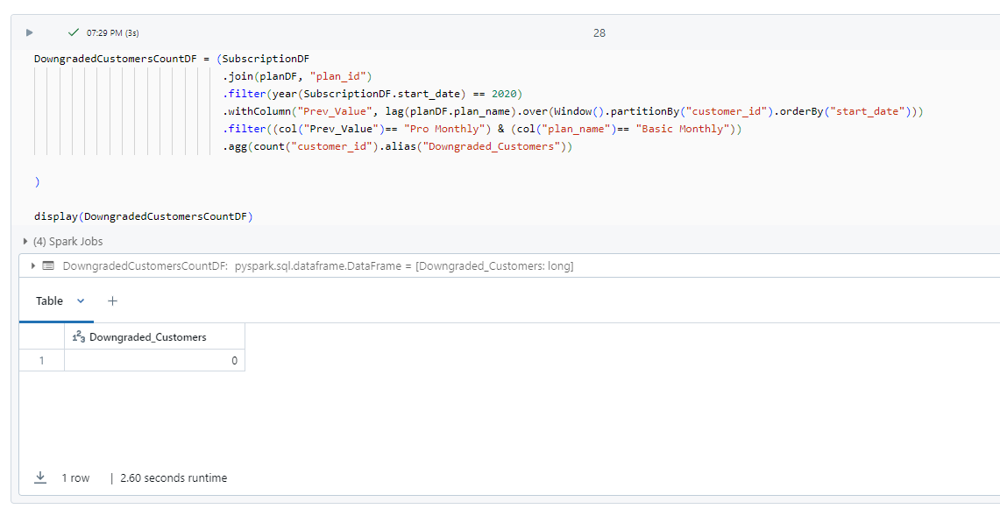 07:29 PM (3s)
28
DowngradedCustomersCountDF = (SubscriptionDF
.join(planDF, "plan_id")
.filter(year(SubscriptionDF.start_date) == 2020)
.withColumn("Prev_Value", lag(planDF.plan_name).over(Window().partitionBy("customer_id").orderBy("start_date")))
.filter((col("Prev_Value")== "Pro Monthly") & (col("plan_name")== "Basic Monthly"))
.agg(count("customer_id").alias("Downgraded_Customers"))
)
display(DowngradedCustomersCountDF)
(4) Spark Jobs
DowngradedCustomersCountDF: pyspark.sql.dataframe.DataFrame = [Downgraded_Customers: long]
Table +
123 Downgraded_Customers
1 0
1 row | 2.60 seconds runtime